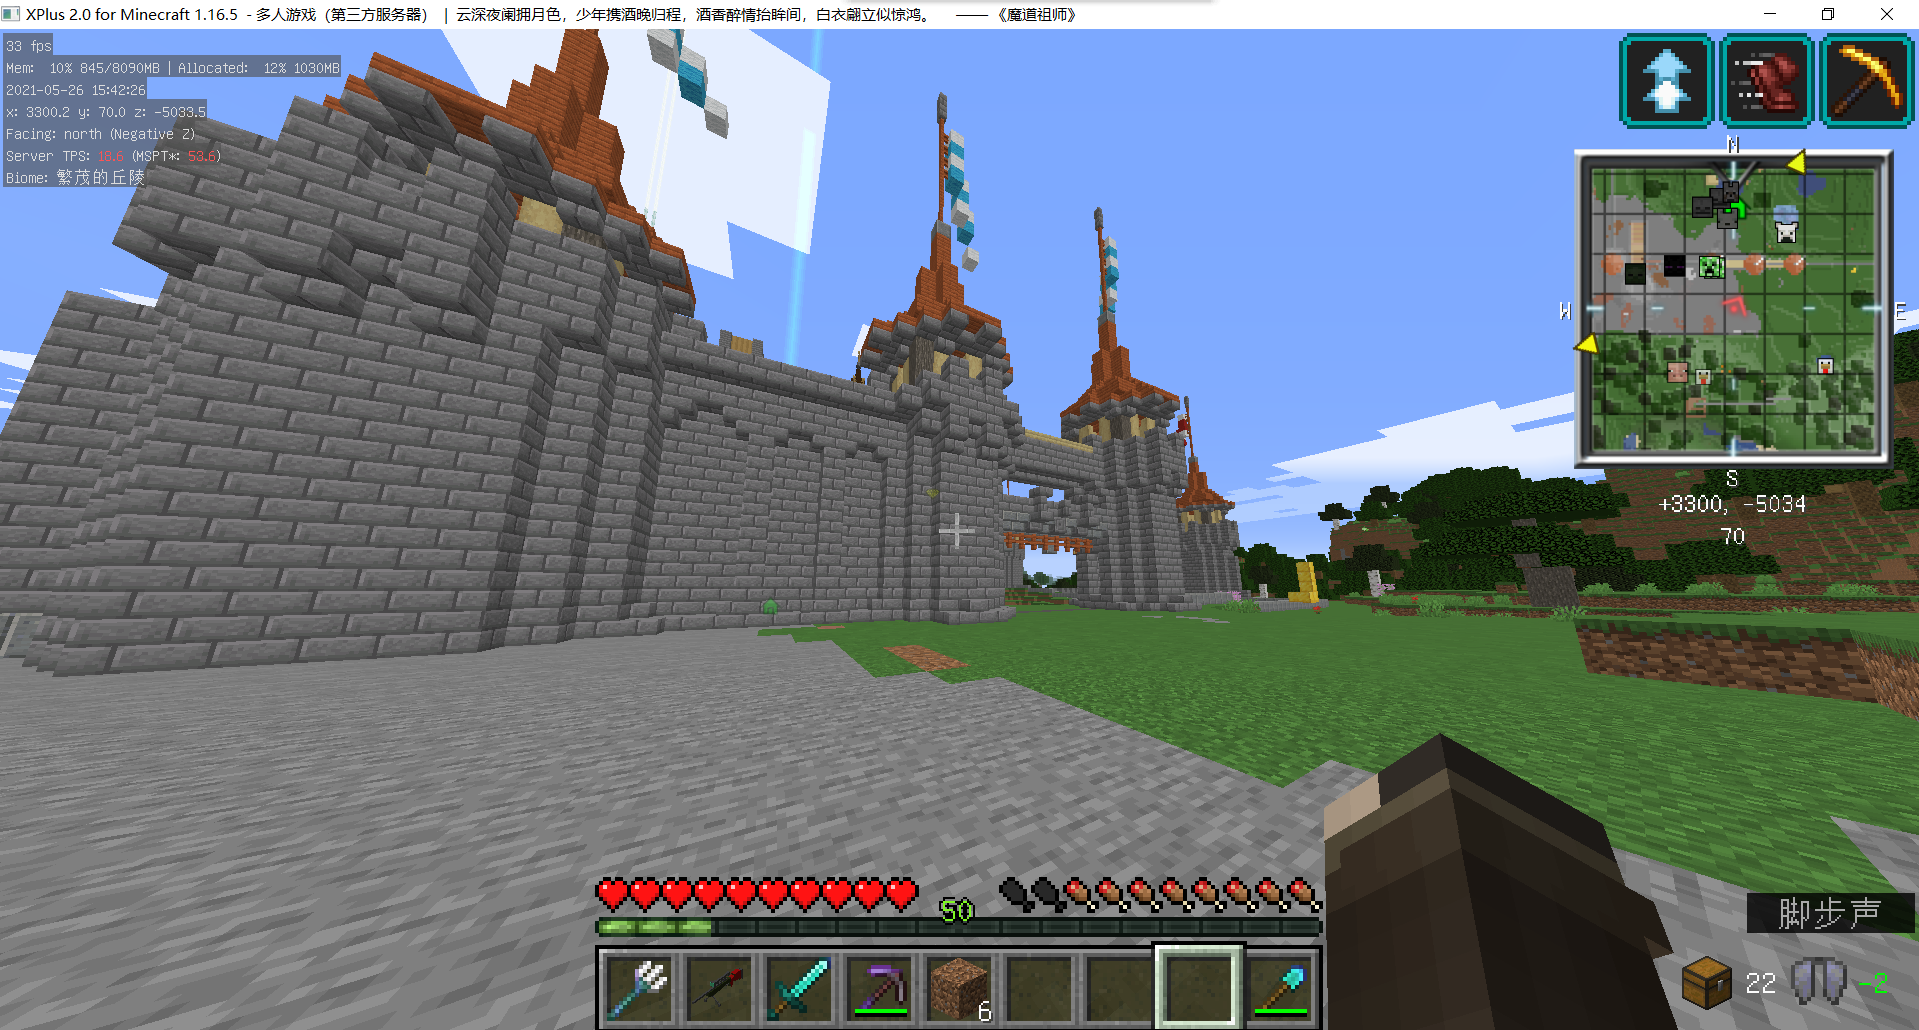 XPlus 2.0 for Minecraft 1.16.5 - 多人游戏（第三方服务器） | 云深夜阑拥月色，少年携酒晚归程，酒香醉情抬眸间，白衣翩立似惊鸿。 —— 《魔道祖师》
33 fps
Mem: 10% 845/8090MB | Allocated: 12% 1030MB
2021-05-26 15:42:26
x: 3300.2 y: 70.0 z: -5033.5
Facing: north (Negative Z)
Server TPS: 18.6 (MSPT*: 53.6)
Biome: 繁茂的丘陵
N
W
E
S
+3300, -5034
70
50
脚步声
6
22
-2